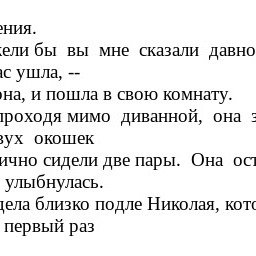 ения.
кели бы вы мне сказали давно
ас ушла, --
она, и пошла в свою комнату.
проходя мимо диванной, она з
вух окошек
ично сидели две пары. Она ост
улыбнулась.
дела близко подле Николая, кото
первый раз